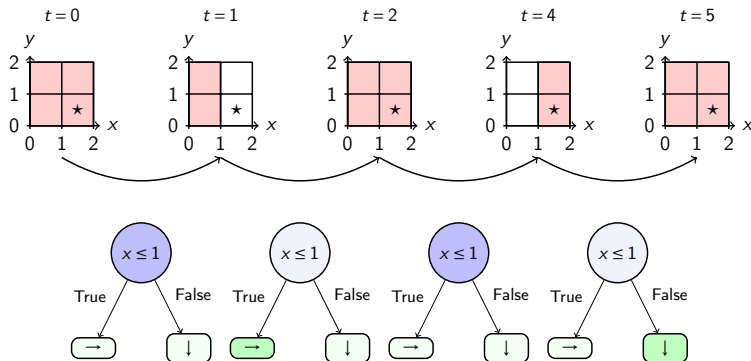 t = 0 t = 1 t = 2 t = 4 t = 5
y y y y y
2 2 2 2 2
1 1 1 1 1
⋆ ⋆ ⋆ ⋆ ⋆
0 x 0 x 0 x 0 x 0 x
0 1 2 0 1 2 0 1 2 0 1 2 0 1 2
x ≤ 1 x ≤ 1 x ≤ 1 x ≤ 1
True False True False True False True False
→ ↓ → ↓ → ↓ → ↓